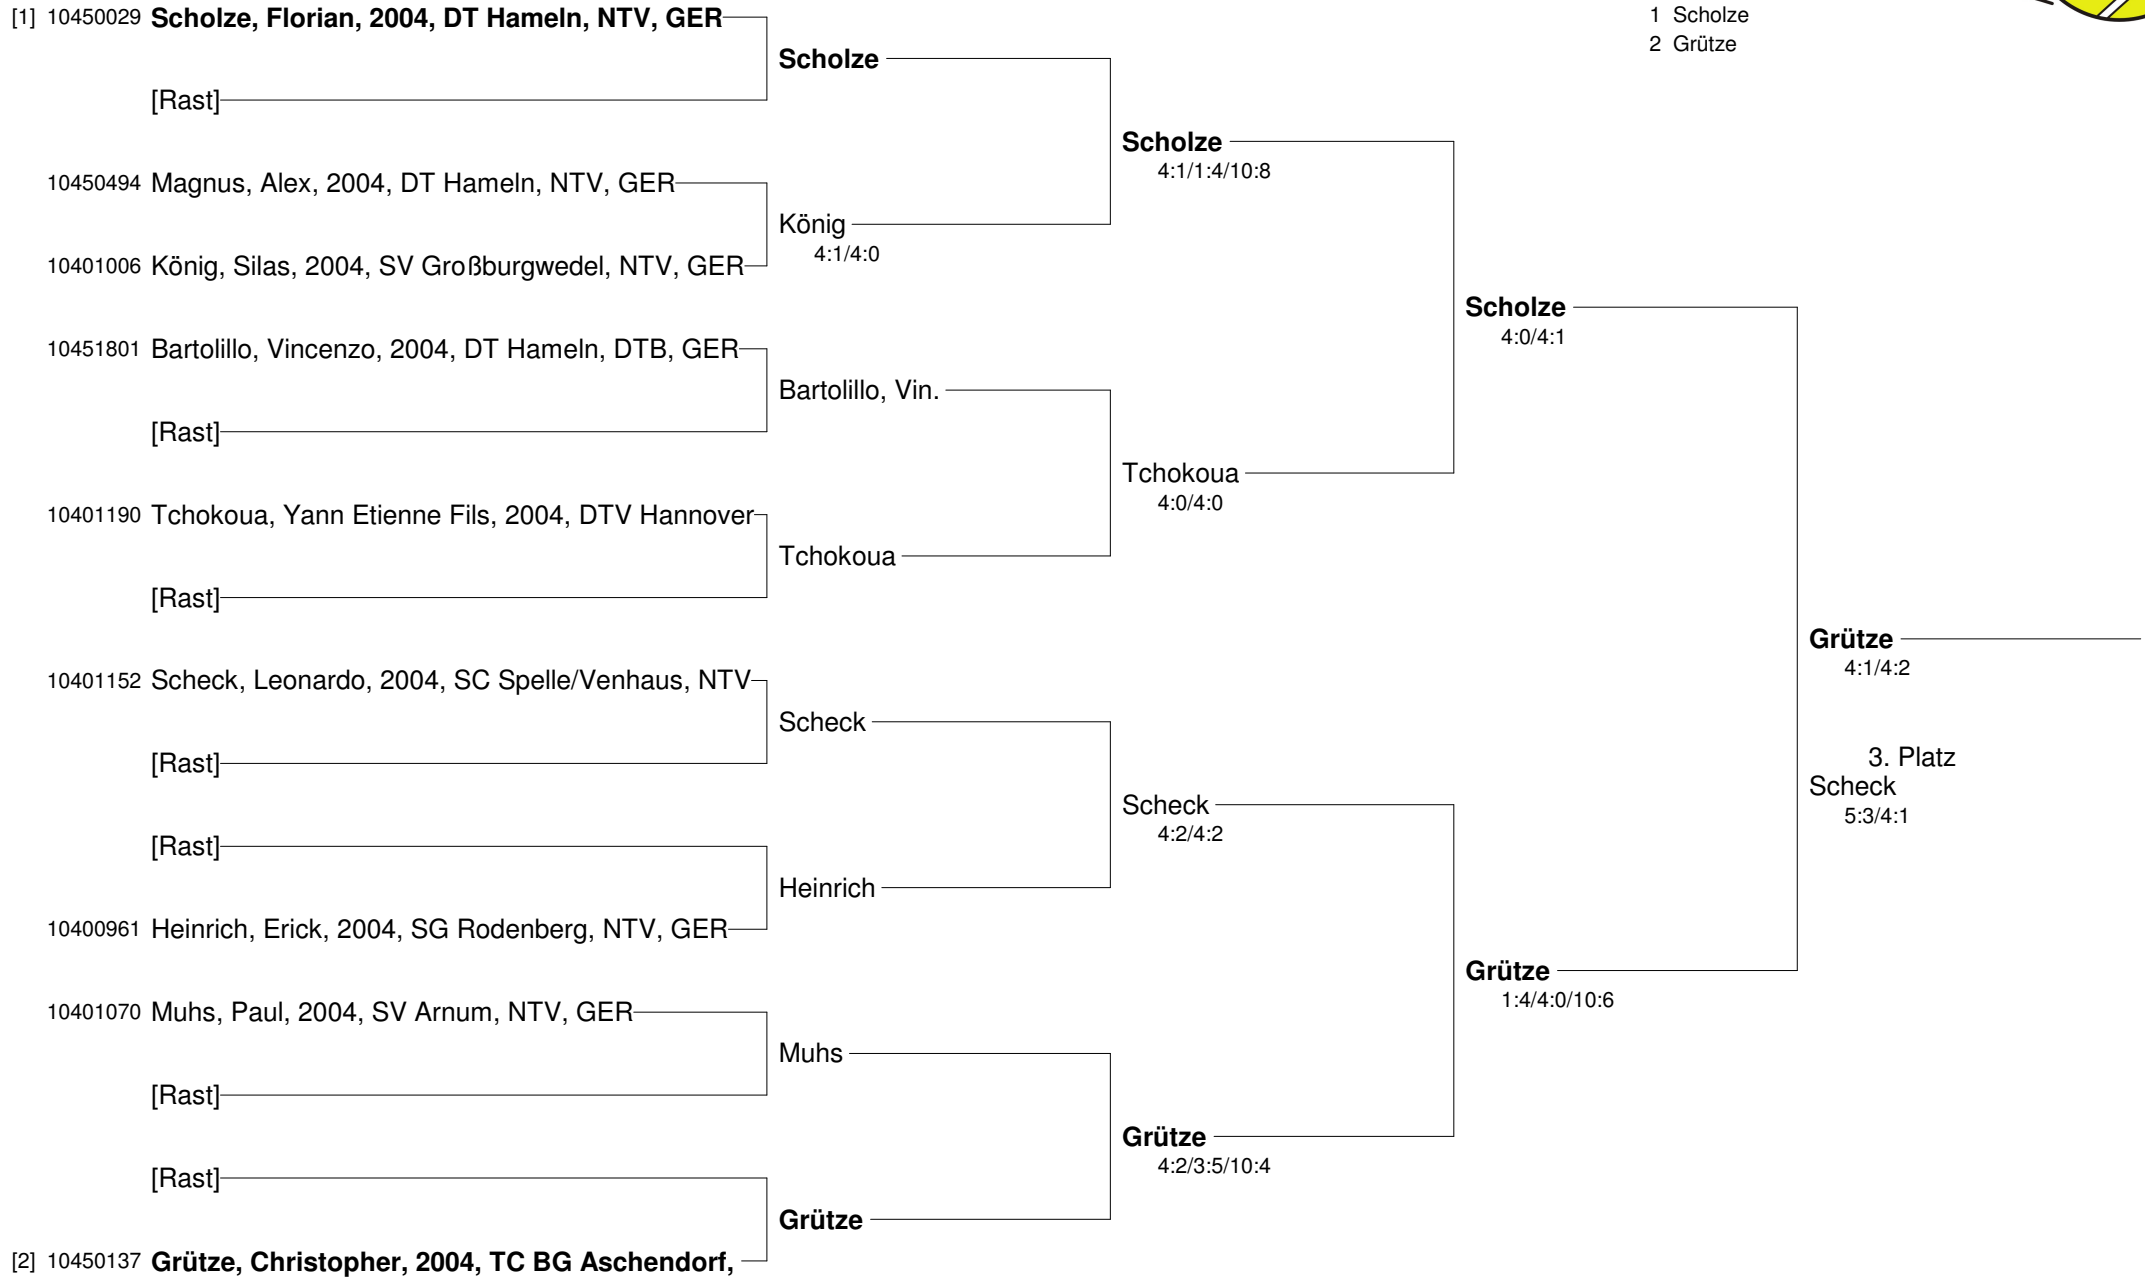 [1] 10450029 Scholze, Florian, 2004, DT Hameln, NTV, GER
[Rast]
10450494 Magnus, Alex, 2004, DT Hameln, NTV, GER
10401006 König, Silas, 2004, SV Großburgwedel, NTV, GER
10451801 Bartolillo, Vincenzo, 2004, DT Hameln, DTB, GER
[Rast]
10401190 Tchokoua, Yann Etienne Fils, 2004, DTV Hannover
[Rast]
10401152 Scheck, Leonardo, 2004, SC Spelle/Venhaus, NTV
[Rast]
[Rast]
10400961 Heinrich, Erick, 2004, SG Rodenberg, NTV, GER
10401070 Muhs, Paul, 2004, SV Arnum, NTV, GER
[Rast]
[Rast]
[2] 10450137 Grütze, Christopher, 2004, TC BG Aschendorf,
Scholze
König
4:1/4:0
Bartolillo, Vin.
Tchokoua
Scheck
Heinrich
Muhs
Grütze
Scholze
4:1/1:4/10:8
Tchokoua
4:0/4:0
Scheck
4:2/4:2
Grütze
4:2/3:5/10:4
Scholze
4:0/4:1
Grütze
1:4/4:0/10:6
1 Scholze
2 Grütze
Grütze
4:1/4:2
3. Platz
Scheck
5:3/4:1